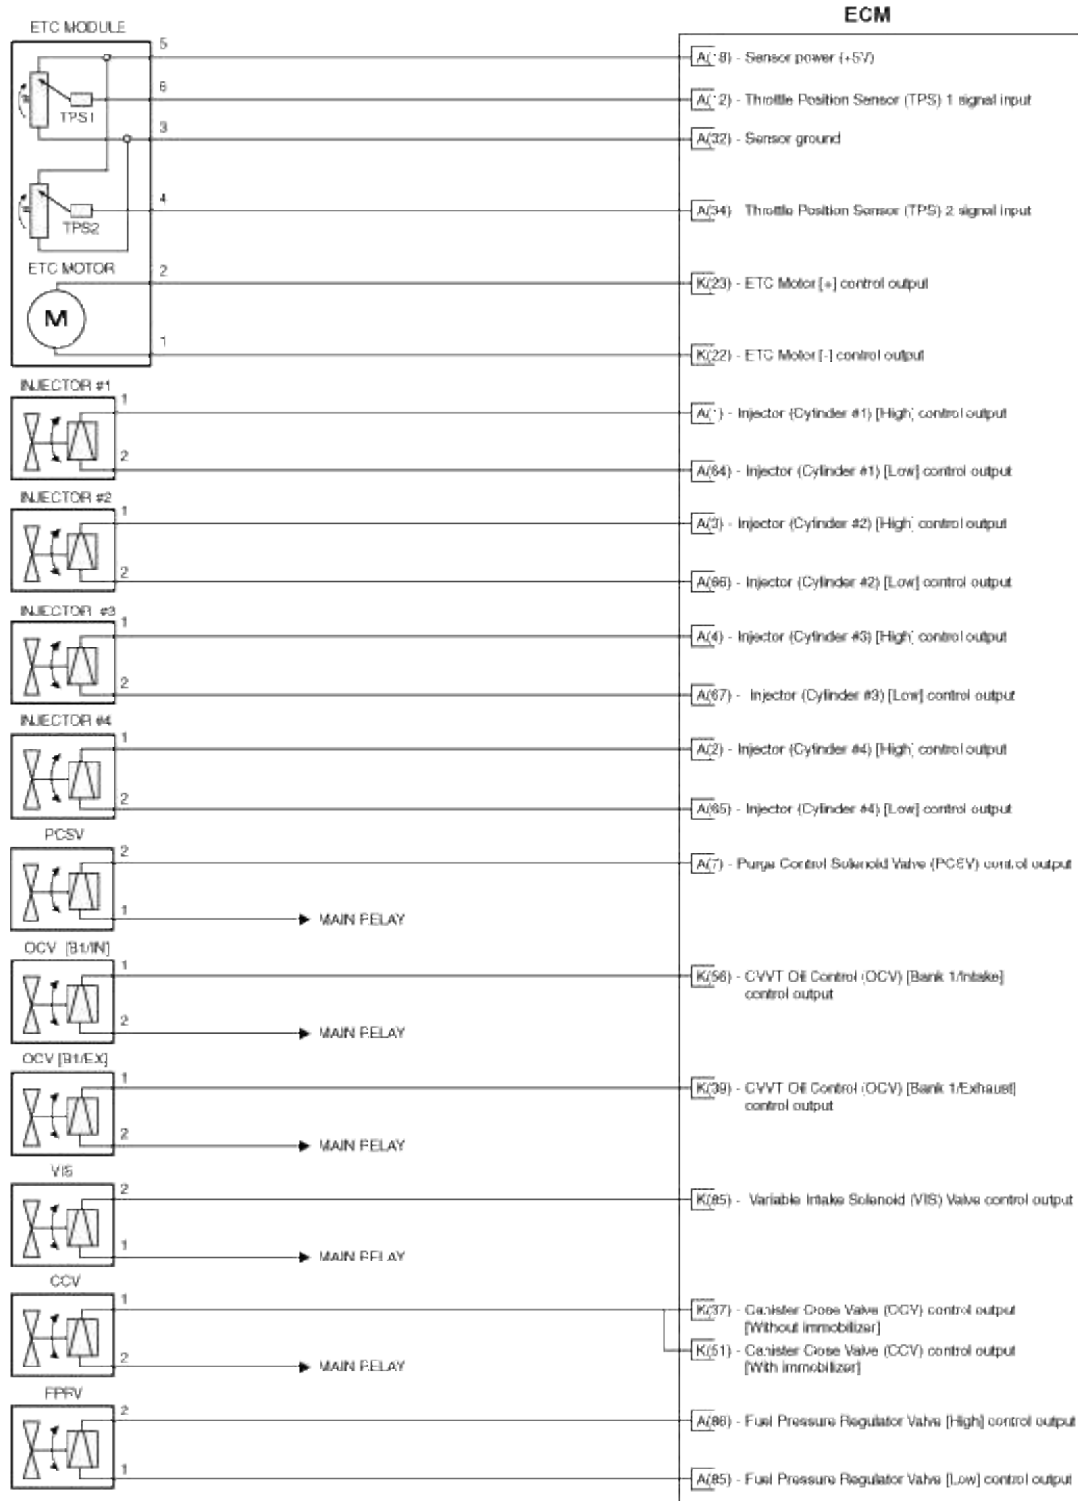 ECM
ETC MODULE
5
A(18) - Sensor power (+5V)
6
A(12) - Throttle Position Sensor (TPS) 1 signal input
TPS1
3
A(32) - Sensor ground
4
A(34) - Throttle Position Sensor (TPS) 2 signal input
TPS2
ETC MOTOR
2
K(23) - ETC Motor [+] control output
M
1
K(22) - ETC Motor [-] control output
INJECTOR #1
1
A(1) - Injector (Cylinder #1) [High] control output
2
A(64) - Injector (Cylinder #1) [Low] control output
INJECTOR #2
1
A(3) - Injector (Cylinder #2) [High] control output
2
A(66) - Injector (Cylinder #2) [Low] control output
INJECTOR #3
1
A(4) - Injector (Cylinder #3) [High] control output
2
A(67) - Injector (Cylinder #3) [Low] control output
INJECTOR #4
1
A(2) - Injector (Cylinder #4) [High] control output
2
A(65) - Injector (Cylinder #4) [Low] control output
PCSV
2
A(7) - Purge Control Solenoid Valve (PCSV) control output
1
MAIN RELAY
OCV [B1/IN]
1
K(56) - CVVT Oil Control (OCV) [Bank 1/Intake]
control output
2
MAIN RELAY
OCV [B1/EX]
1
K(39) - CVVT Oil Control (OCV) [Bank 1/Exhaust]
control output
2
MAIN RELAY
VIS
2
K(85) - Variable Intake Solenoid (VIS) Valve control output
1
MAIN RELAY
CCV
1
K(37) - Canister Close Valve (CCV) control output
[Without immobilizer]
K(51) - Canister Close Valve (CCV) control output
[With immobilizer]
2
MAIN RELAY
FPRV
2
A(86) - Fuel Pressure Regulator Valve [High] control output
1
A(85) - Fuel Pressure Regulator Valve [Low] control output